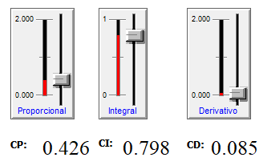 2.000 1 2.000
0.000 0 0.000
Proporcional Integral Derivativo
CP: 0.426 CI: 0.798 CD: 0.085